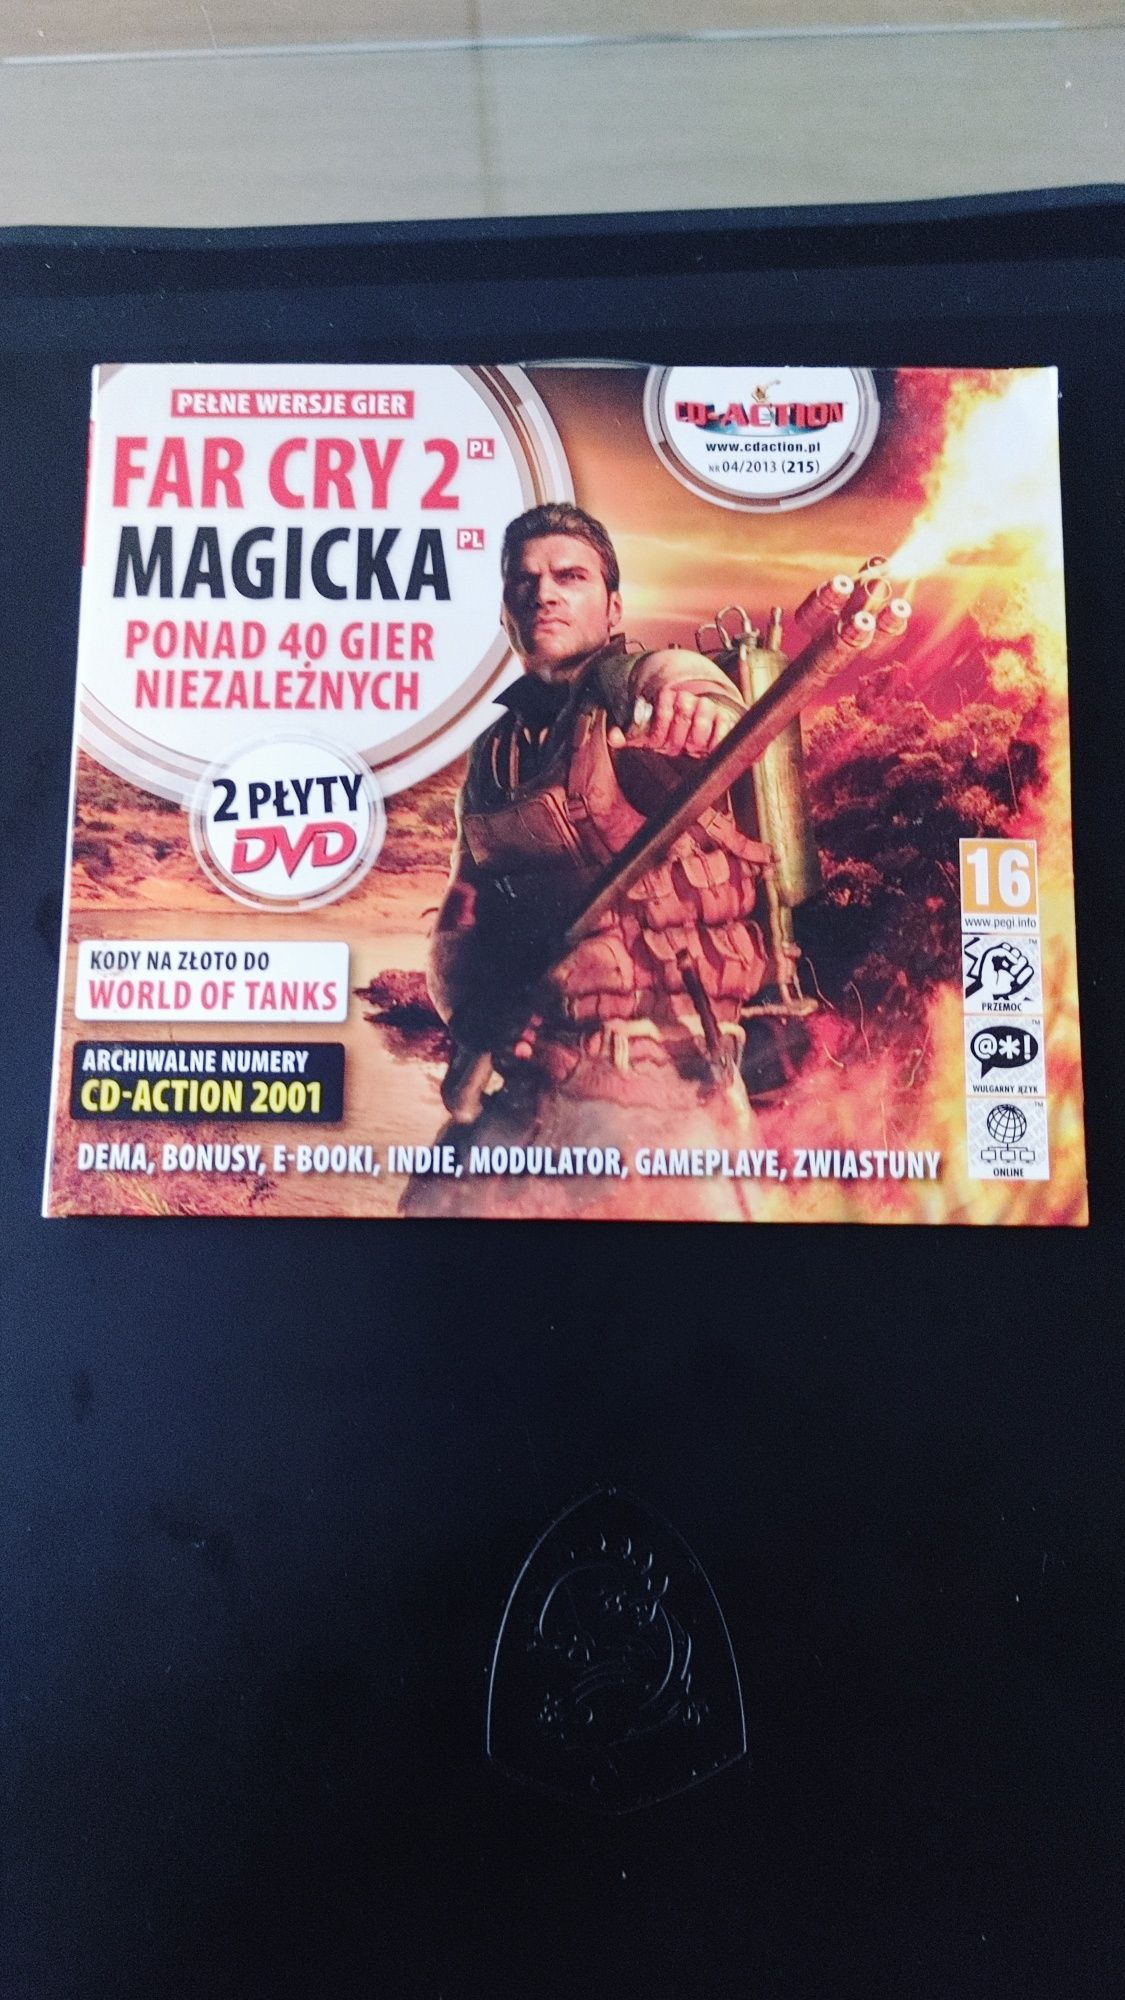 PEŁNE WERSJE GIER
FAR CRY 2 PL
MAGICKA PL
PONAD 40 GIER
NIEZALEŻNYCH
2 PŁYTY
DVD
KODY NA ZŁOTO DO
WORLD OF TANKS
ARCHIWALNE NUMERY
CD-ACTION 2001
DEMA, BONUSY, E-BOOKI, INDIE, MODULATOR, GAMEPLAYE, ZWIASTUNY
CD-ACTION
www.cdaction.pl
NR 04/2013 (215)
16
www.pegi.info
PRZEMOC
@*!
WULGARNY JĘZYK
ONLINE